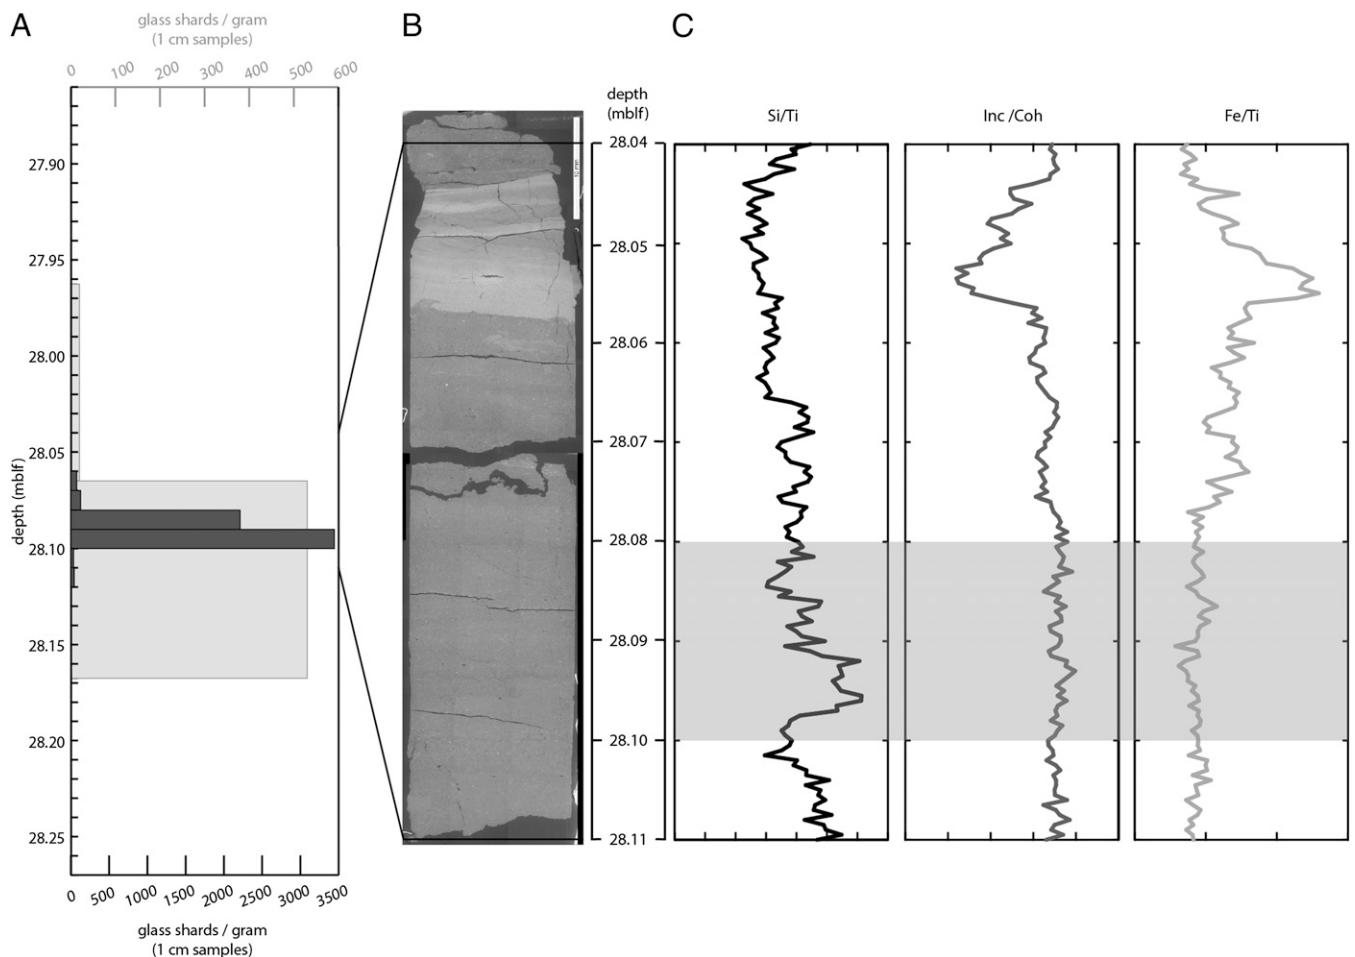 A
glass shards / gram
(1 cm samples)
0 100 200 300 400 500 600
27.90
27.95
28.00
28.05
28.10
28.15
28.20
28.25
depth (mblf)
0 500 1000 1500 2000 2500 3000 3500
glass shards / gram
(1 cm samples)
B
depth
(mblf)
28.04
28.05
28.06
28.07
28.08
28.09
28.10
28.11
C
Si/Ti
Inc /Coh
Fe/Ti